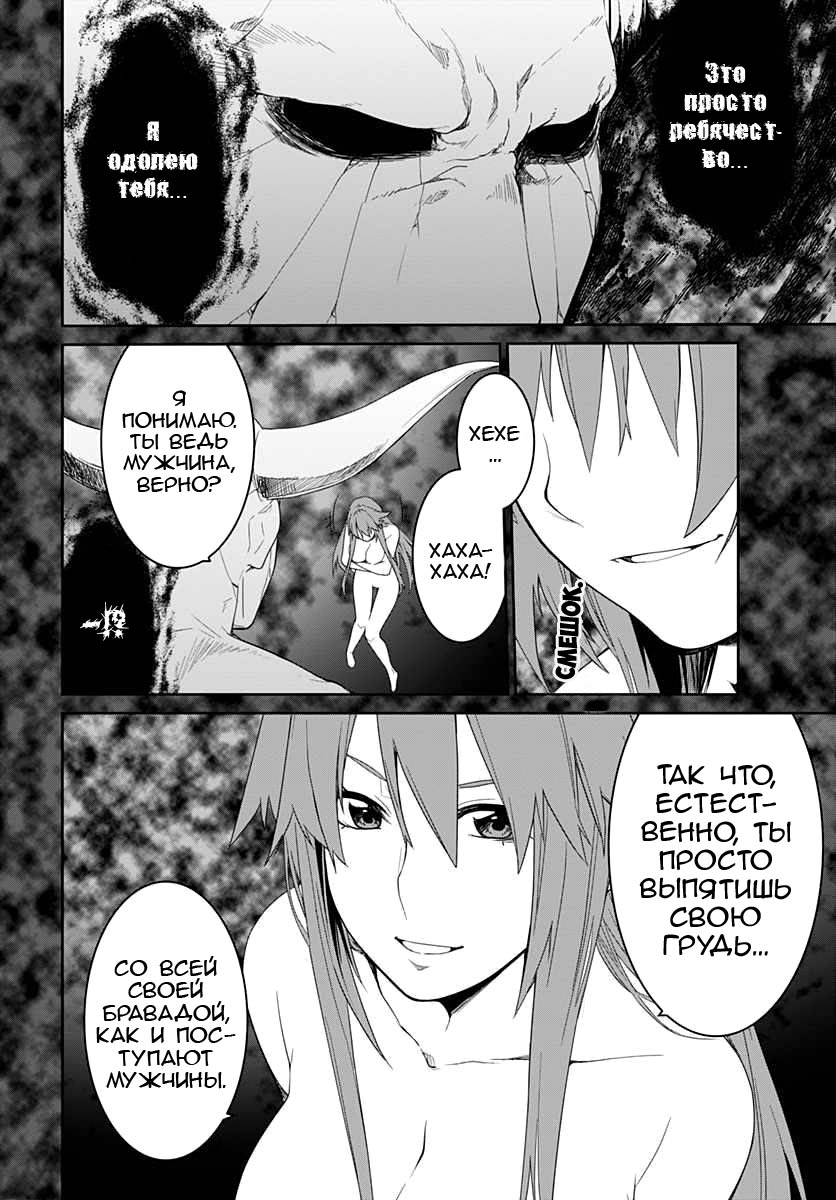 Это
просто
ребячест
во...
Я
одолею
тебя...
СМЕШОК.
ХЕХЕ
...
ХАХА-
ХАХА!
Я
ПОНИМАЮ.
ТЫ ВЕДЬ
МУЖЧИНА,
ВЕРНО?
ТАК ЧТО,
ЕСТЕСТ-
ВЕННО, ТЫ
ПРОСТО
ВЫПЯТИШЬ
СВОЮ
ГРУДЬ...
СО ВСЕЙ
СВОЕЙ
БРАВАДОЙ,
КАК И ПОС-
ТУПАЮТ
МУЖЧИНЫ.